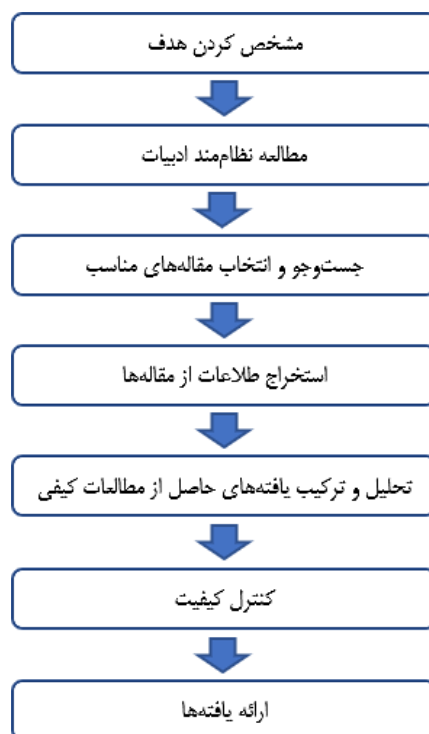 مشخص کردن هدف
مطالعه نظام‌مند ادبیات
جست‌وجو و انتخاب مقاله‌های مناسب
استخراج طلاعات از مقاله‌ها
تحلیل و ترکیب یافته‌های حاصل از مطالعات کیفی
کنترل کیفیت
ارائه یافته‌ها